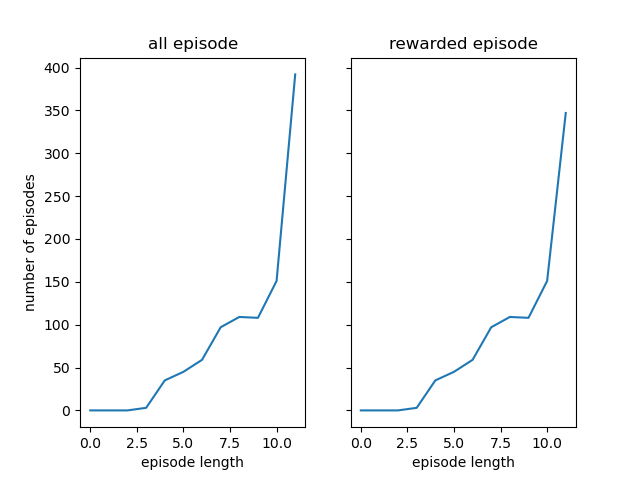 all episode
rewarded episode
number of episodes
400
350
300
250
200
150
100
50
0
0.0 2.5 5.0 7.5 10.0
episode length
0.0 2.5 5.0 7.5 10.0
episode length